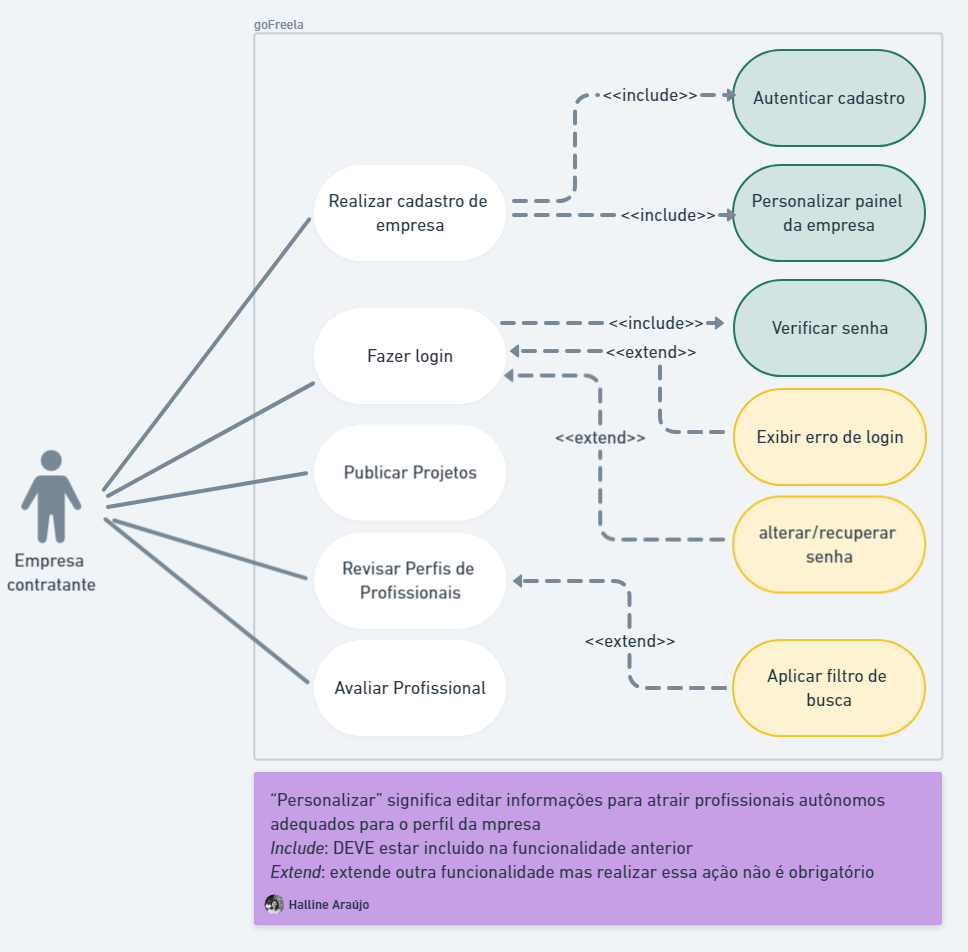 goFreela
<<include>>
Autenticar cadastro
Realizar cadastro de
empresa
<<include>>
Personalizar painel
da empresa
Fazer login
<<include>>
Verificar senha
<<extend>>
Exibir erro de login
<<extend>>
Publicar Projetos
alterar/recuperar
senha
Empresa
contratante
Revisar Perfis de
Profissionais
<<extend>>
Avaliar Profissional
Aplicar filtro de
busca
“Personalizar” significa editar informações para atrair profissionais autônomos
adequados para o perfil da mpresa
Include: DEVE estar incluido na funcionalidade anterior
Extend: extende outra funcionalidade mas realizar essa ação não é obrigatório
Halline Araújo